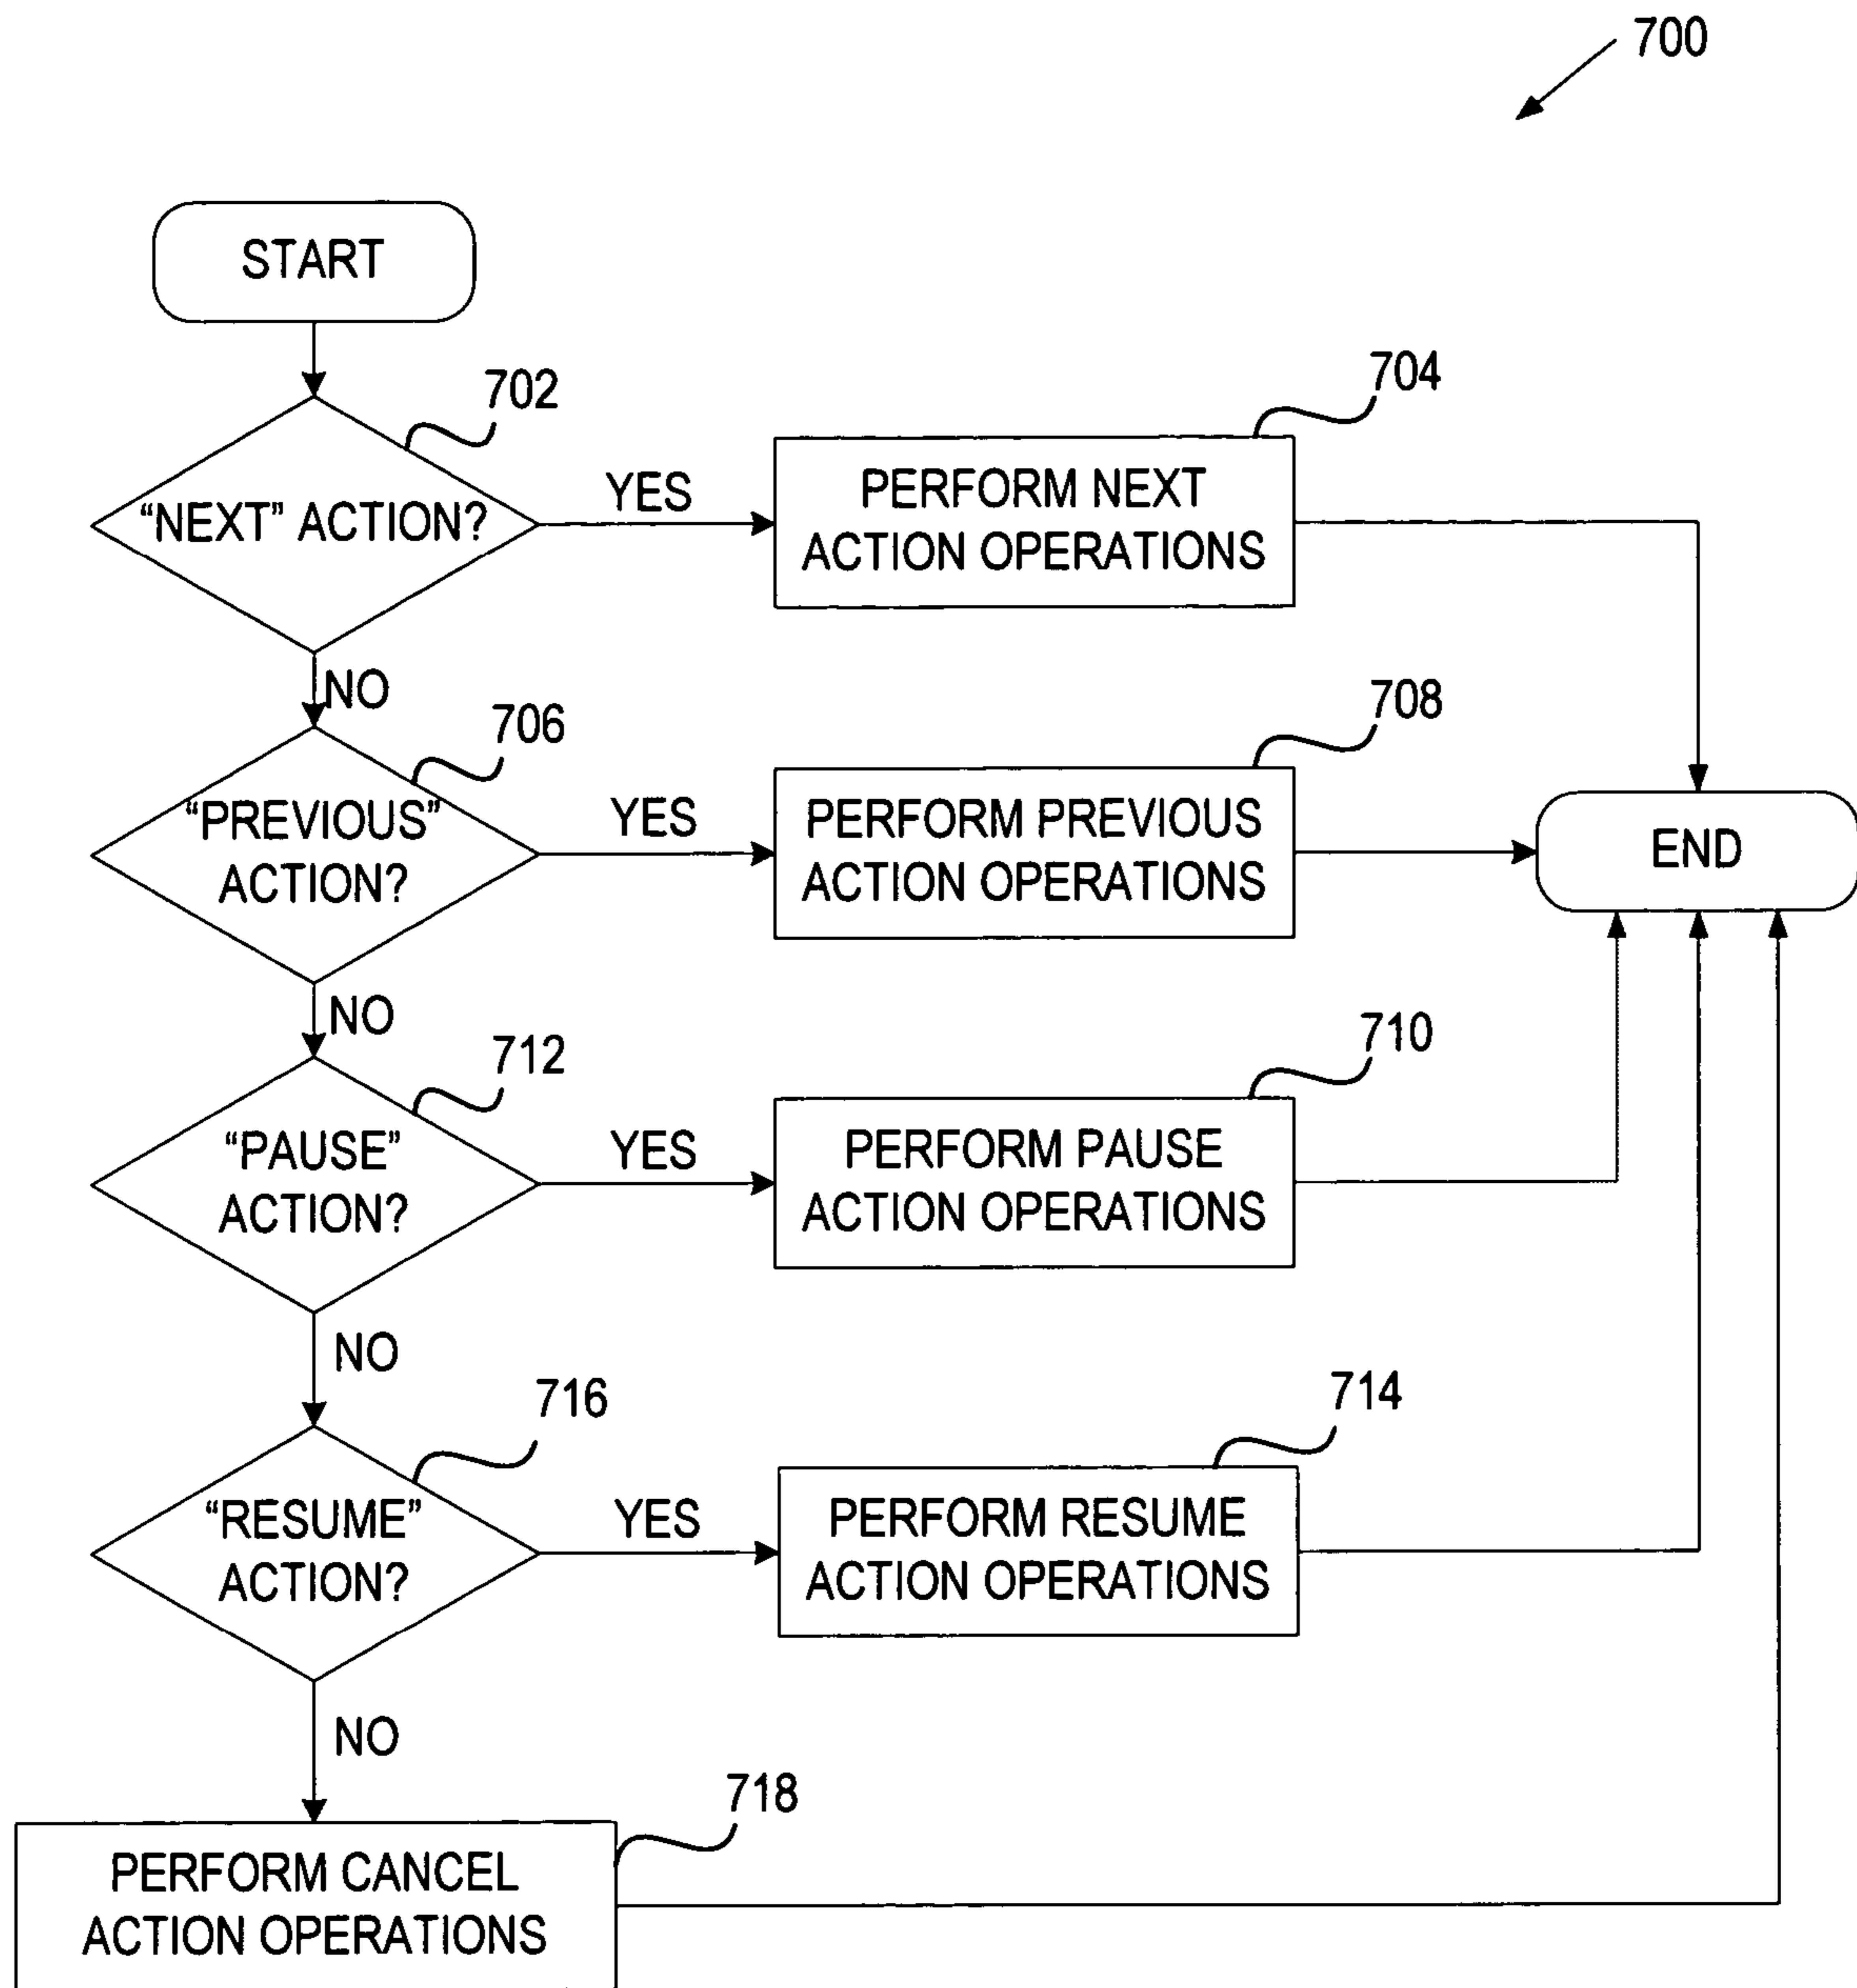 700
START
702
704
“NEXT” ACTION?
YES
PERFORM NEXT
ACTION OPERATIONS
NO
706
708
“PREVIOUS”
ACTION?
YES
PERFORM PREVIOUS
ACTION OPERATIONS
END
NO
712
710
“PAUSE”
ACTION?
YES
PERFORM PAUSE
ACTION OPERATIONS
NO
716
714
“RESUME”
ACTION?
YES
PERFORM RESUME
ACTION OPERATIONS
NO
718
PERFORM CANCEL
ACTION OPERATIONS